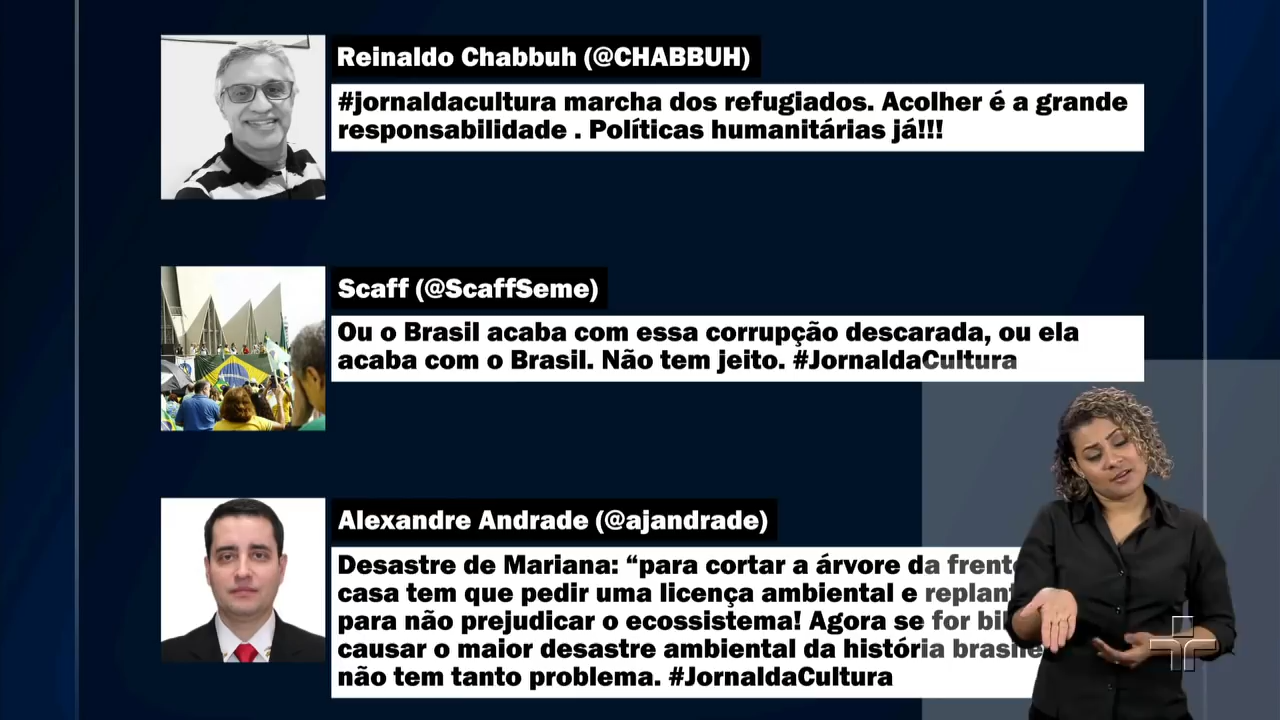 Reinaldo Chabbuh (@CHABBUH)
#jornaldacultura marcha dos refugiados. Acolher é a grande
responsabilidade . Políticas humanitárias já!!!
Scaff (@ScaffSeme)
Ou o Brasil acaba com essa corrupção descarada, ou ela
acaba com o Brasil. Não tem jeito. #JornaldaCultura
Alexandre Andrade (@ajandrade)
Desastre de Mariana: “para cortar a árvore da
casa tem que pedir uma licença ambiental e
para não prejudicar o ecossistema! Agora se for
causar o maior desastre ambiental da história
não tem tanto problema. #JornaldaCultura